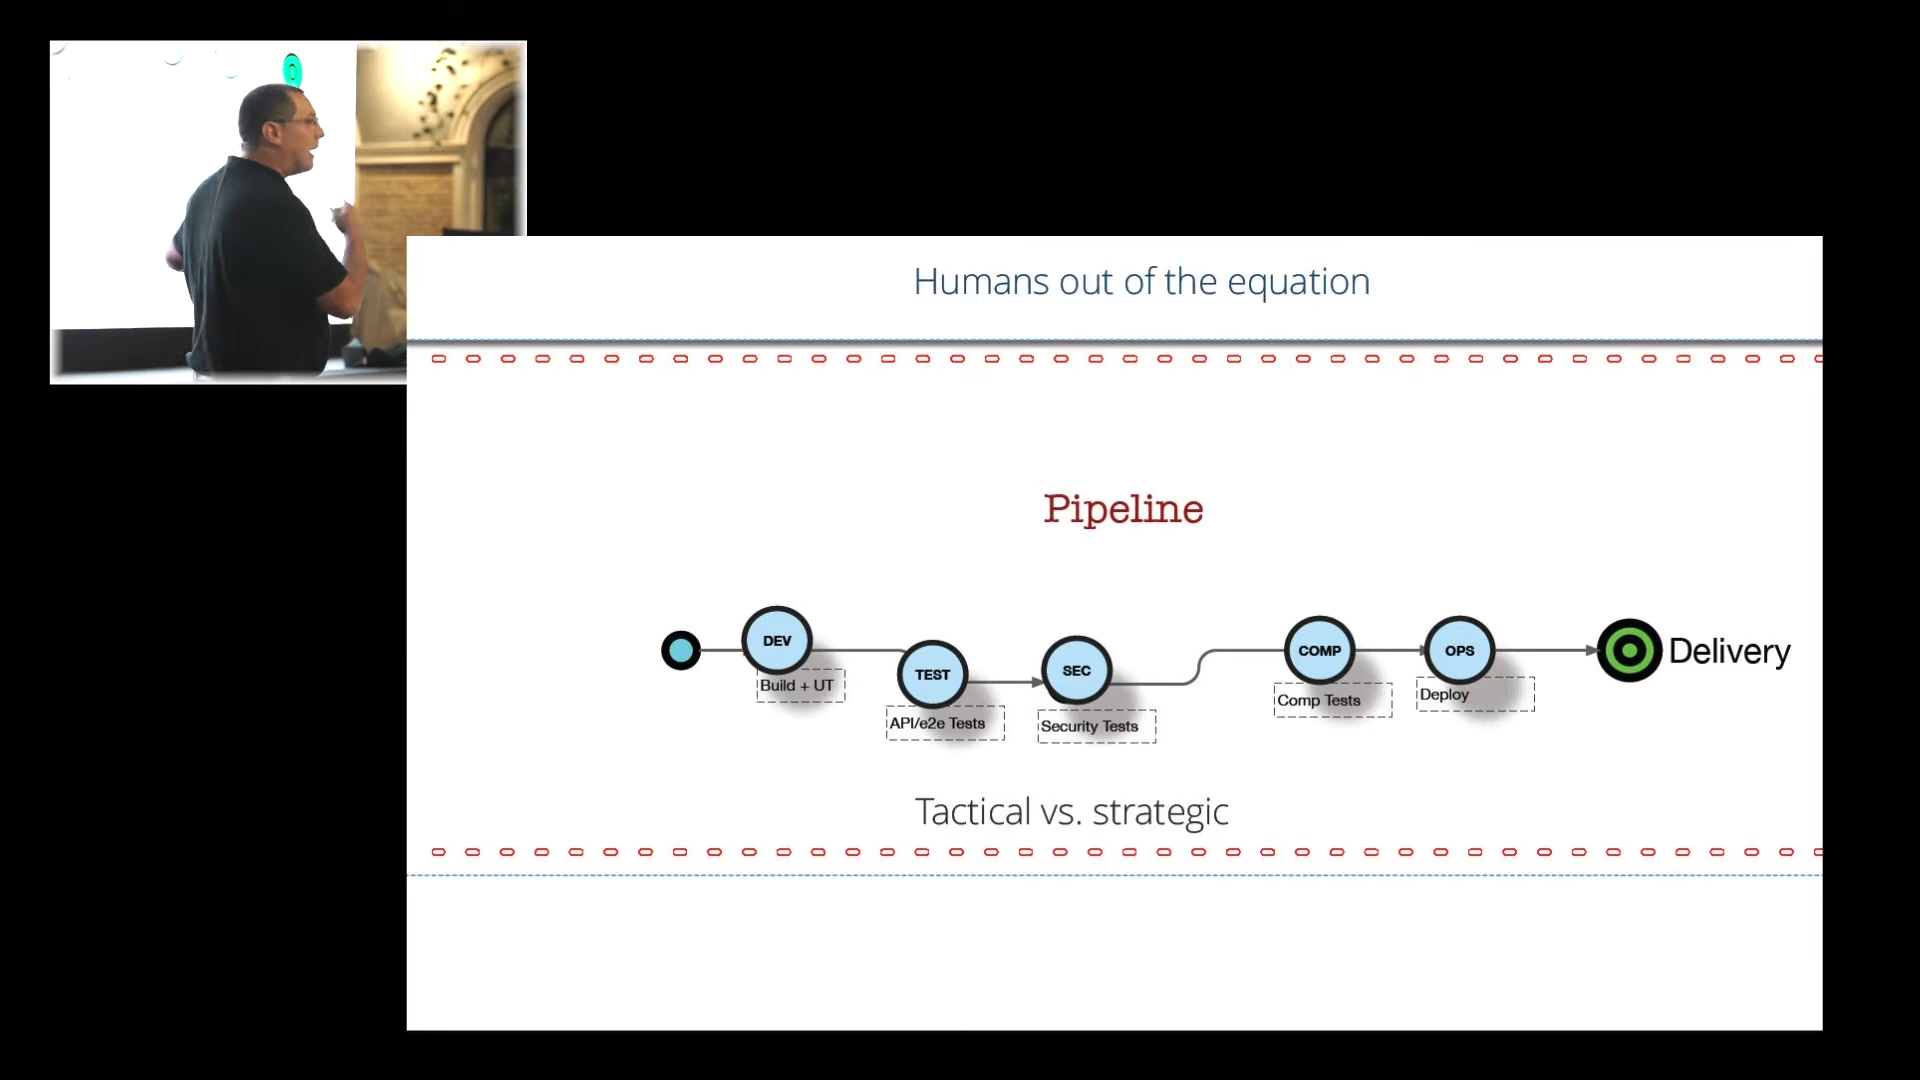 Humans out of the equation
Pipeline
DEV
Build + UT
TEST
API/e2e Tests
SEC
Security Tests
COMP
Comp Tests
OPS
Deploy
Delivery
Tactical vs. strategic